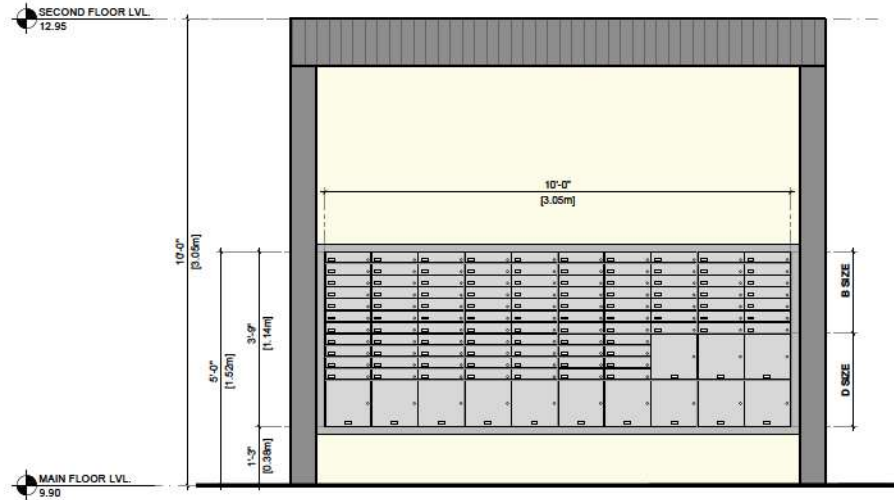 SECOND FLOOR LVL.
12.95
10'-0"
[3.05m]
10'-0"
[3.05m]
5'-0"
[1.52m]
3'-9"
[1.14m]
1'-3"
[0.38m]
B SIZE
D SIZE
MAIN FLOOR LVL.
9.90